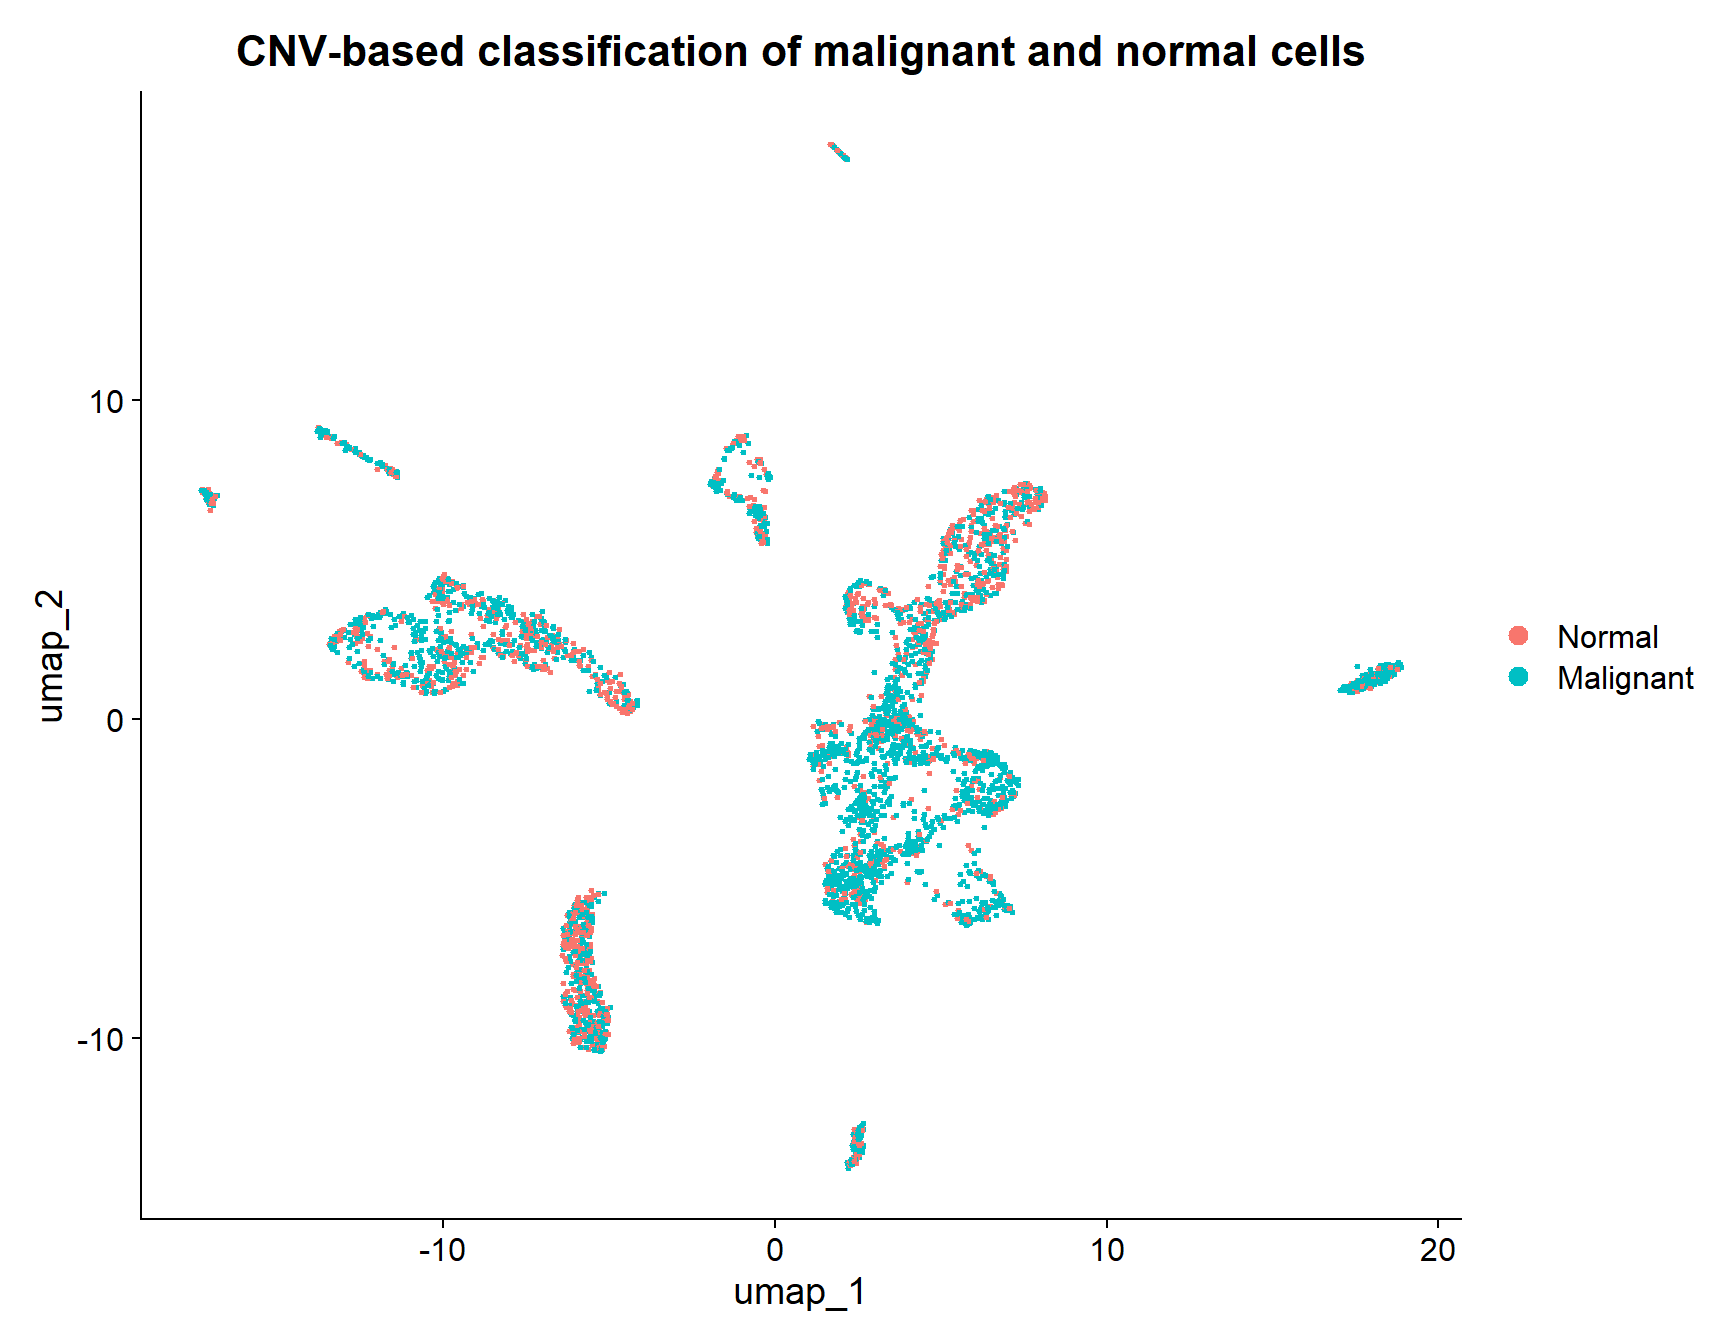 CNV-based classification of malignant and normal cells
10
0
-10
umap_2
-10
0
10
20
umap_1
Normal
Malignant